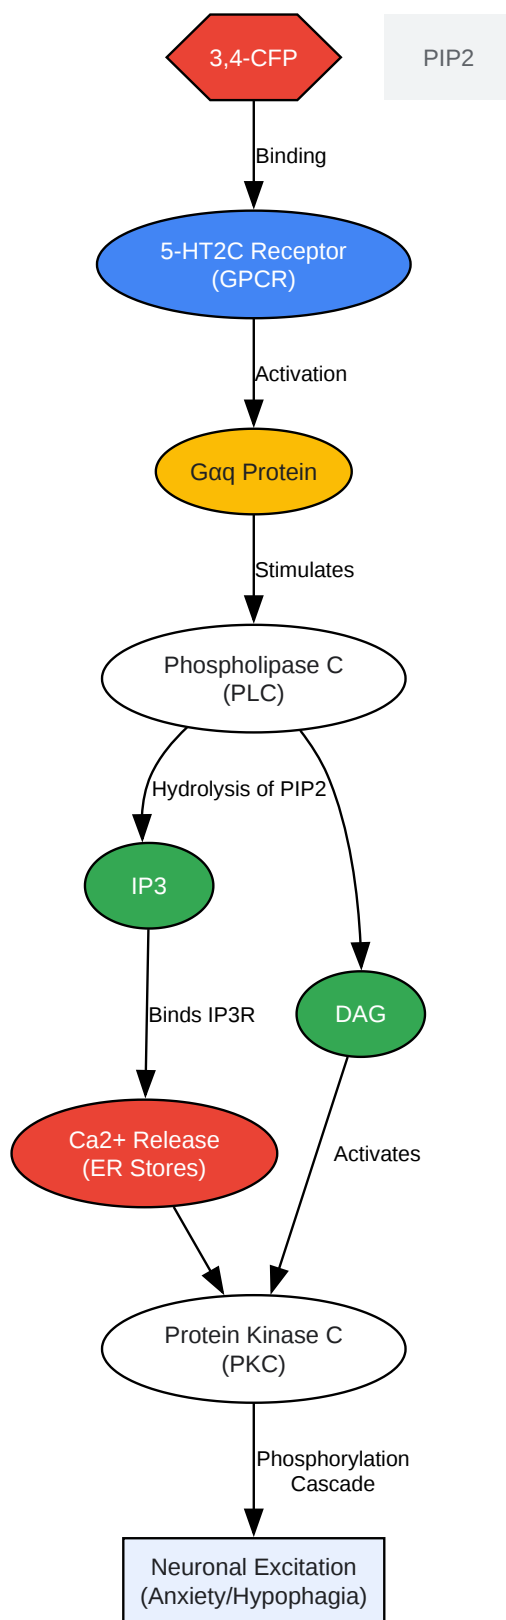 3,4-CFP
PIP2
Binding
5-HT2C Receptor
(GPCR)
Activation
Gαq Protein
Stimulates
Phospholipase C
(PLC)
Hydrolysis of PIP2
IP3
Binds IP3R
DAG
Ca2+ Release
(ER Stores)
Activates
Protein Kinase C
(PKC)
Phosphorylation
Cascade
Neuronal Excitation
(Anxiety/Hypophagia)